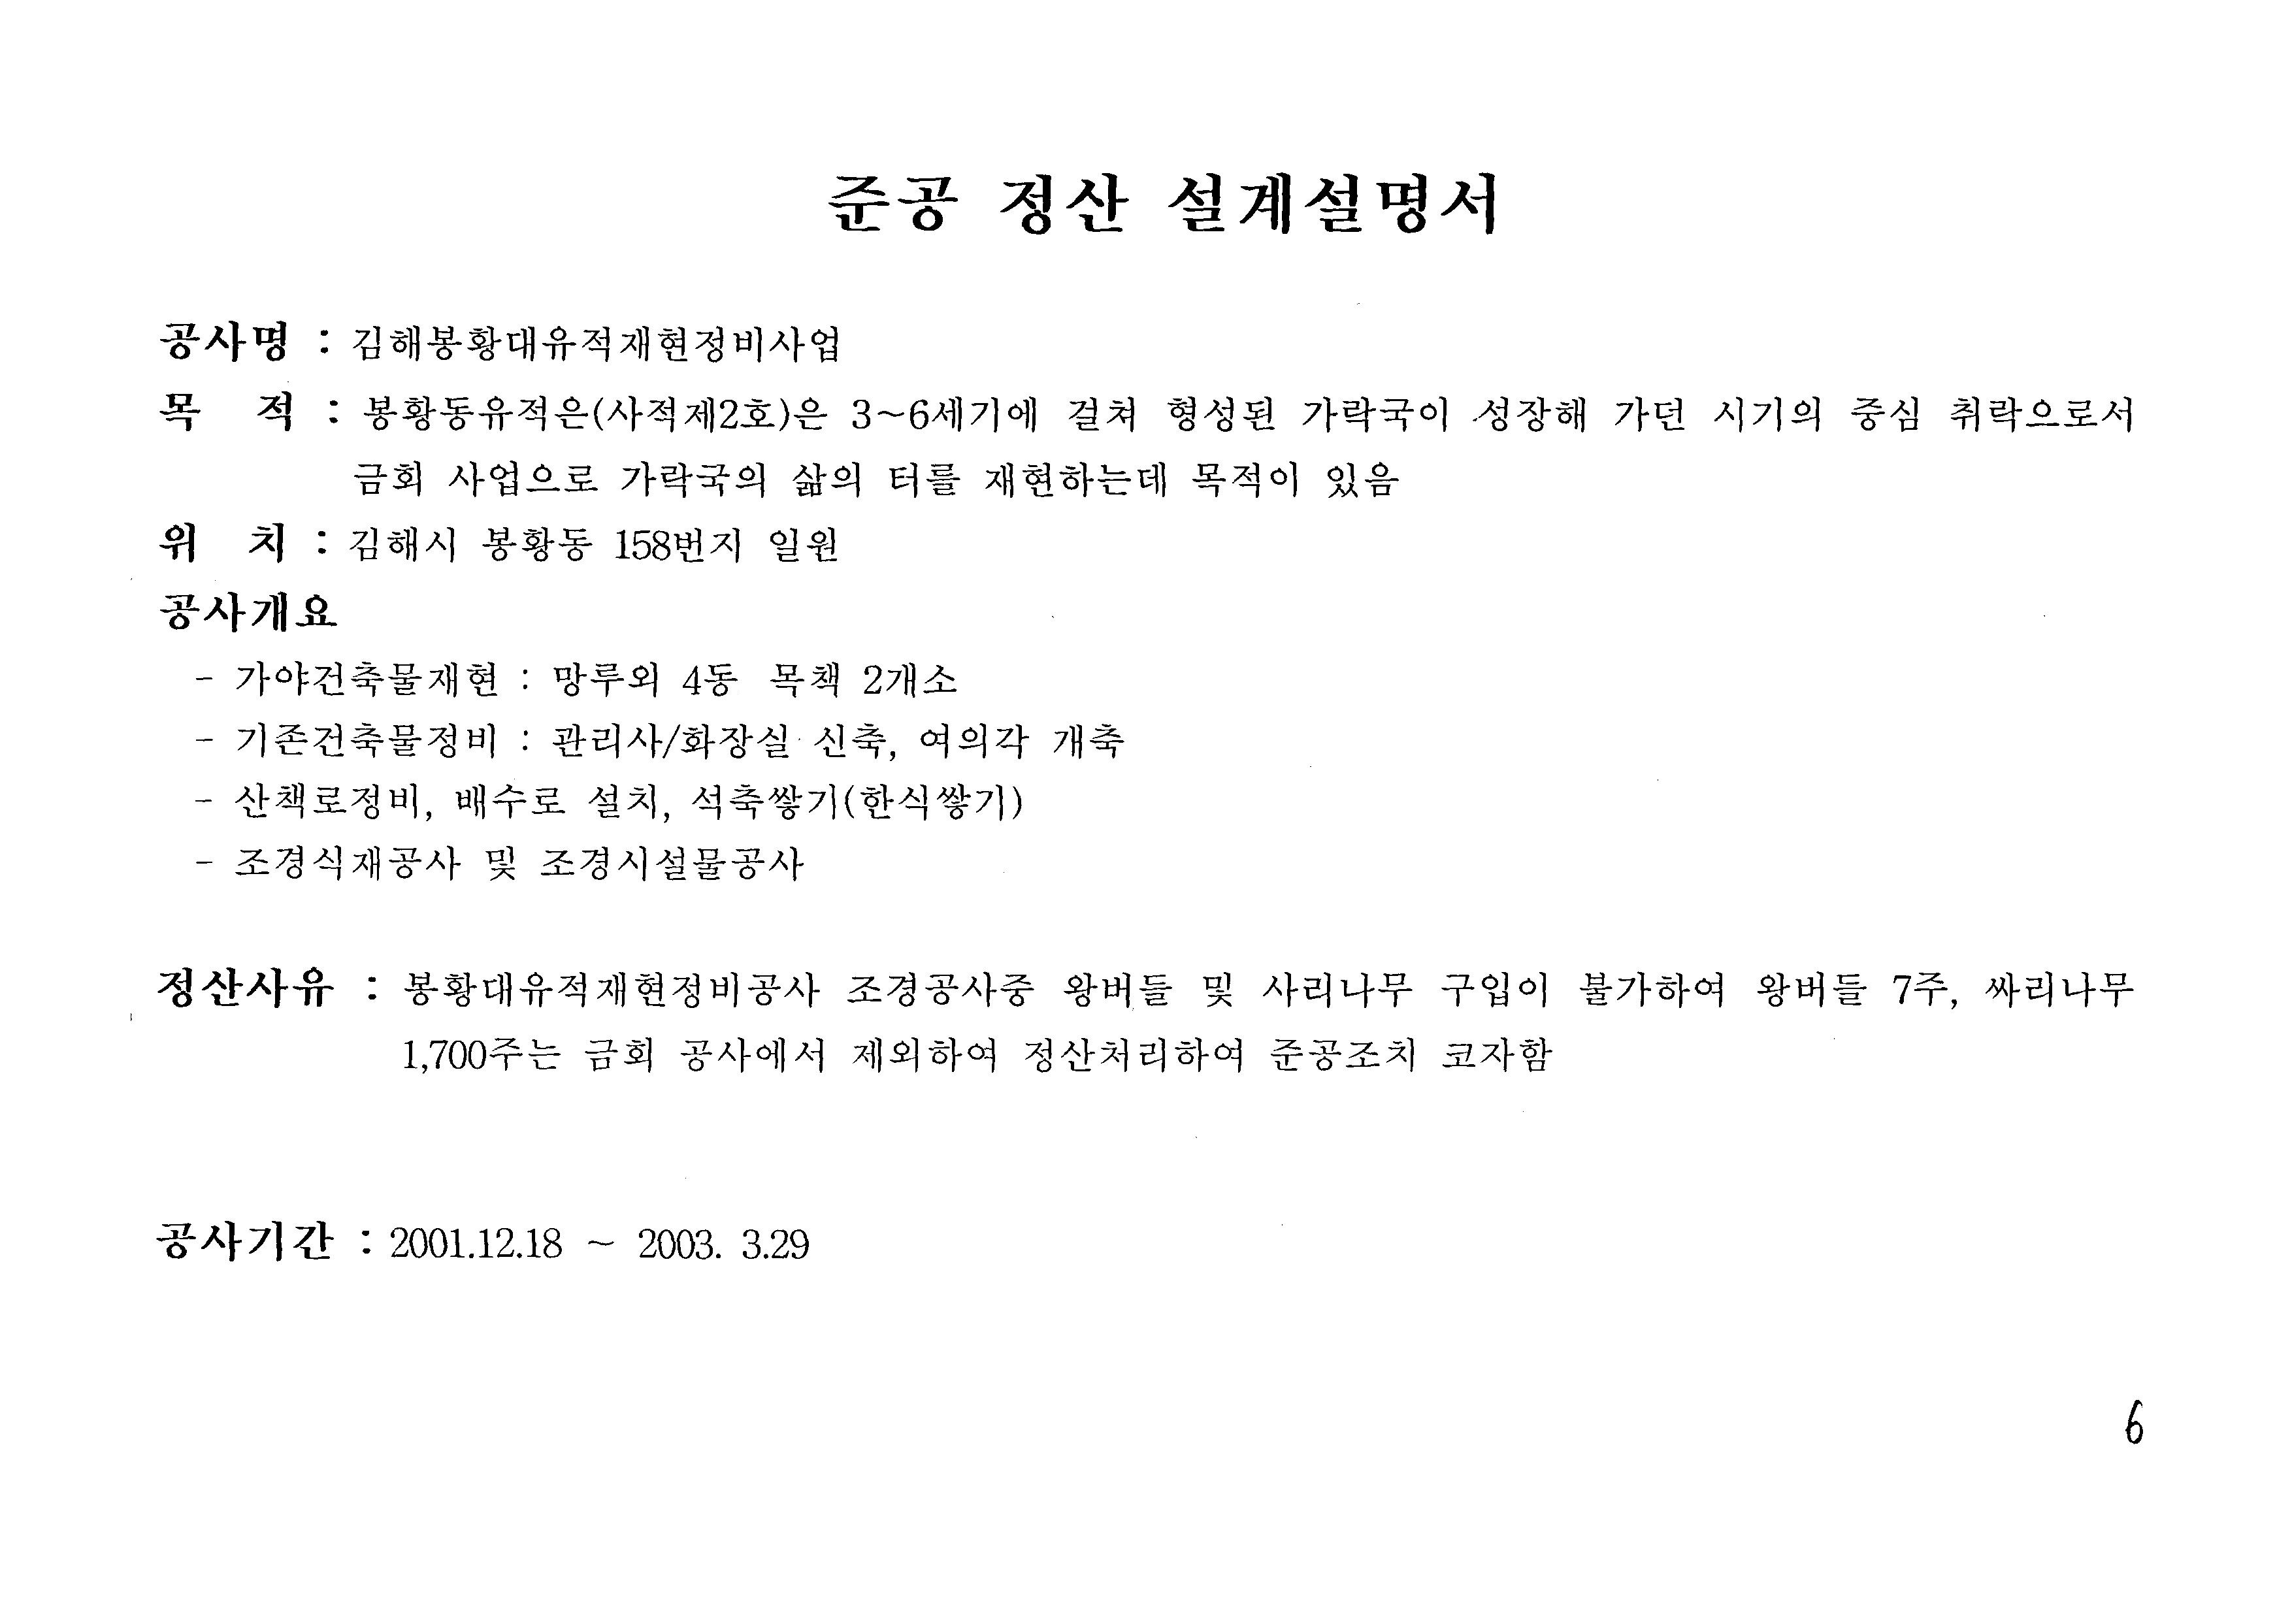 준공 정산 설계설명서
공사명 : 김해봉황대유적재현정비사업
목 적 : 봉황동유적은(사적제2호)은 3~6세기에 걸쳐 형성된 가락국이 성장해 가던 시기의 중심 취락으로서
금회 사업으로 가락국의 삶의 터를 재현하는데 목적이 있음
위 치 : 김해시 봉황동 158번지 일원
공사개요
- 가야건축물재현 : 망루외 4동 목책 2개소
- 기존건축물정비 : 관리사/화장실 신축, 여의각 개축
- 산책로정비, 배수로 설치, 석축쌓기(한식쌓기)
- 조경식재공사 및 조경시설물공사
정산사유 : 봉황대유적재현정비공사 조경공사중 왕버들 및 사리나무 구입이 불가하여 왕버들 7주, 싸리나무
1,700주는 금회 공사에서 제외하여 정산처리하여 준공조치 코자함
공사기간 : 2001.12.18 ~ 2003. 3.29
6